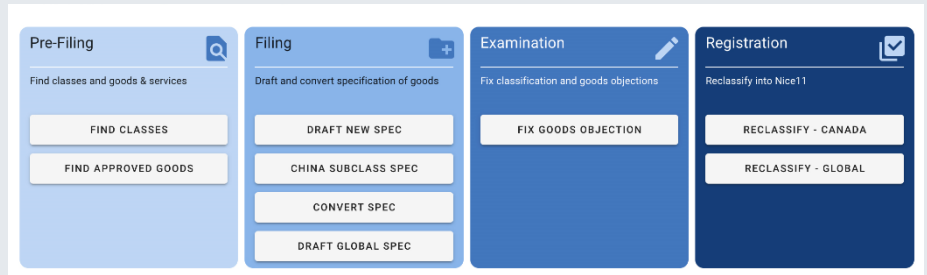 Pre-Filing
Find classes and goods & services
FIND CLASSES
FIND APPROVED GOODS
Filing
Draft and convert specification of goods
DRAFT NEW SPEC
CHINA SUBCLASS SPEC
CONVERT SPEC
DRAFT GLOBAL SPEC
Examination
Fix classification and goods objections
FIX GOODS OBJECTION
Registration
Reclassify into Nice11
RECLASSIFY - CANADA
RECLASSIFY - GLOBAL